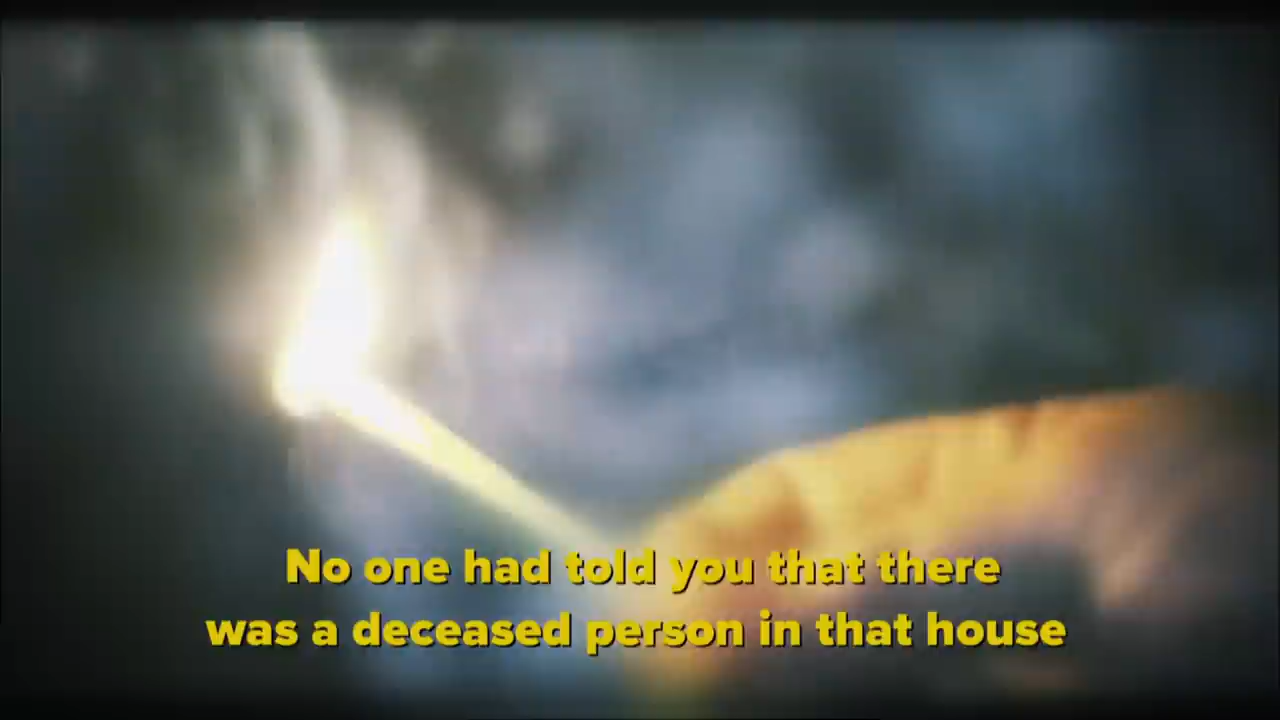 No one had told you that there
was a deceased person in that house